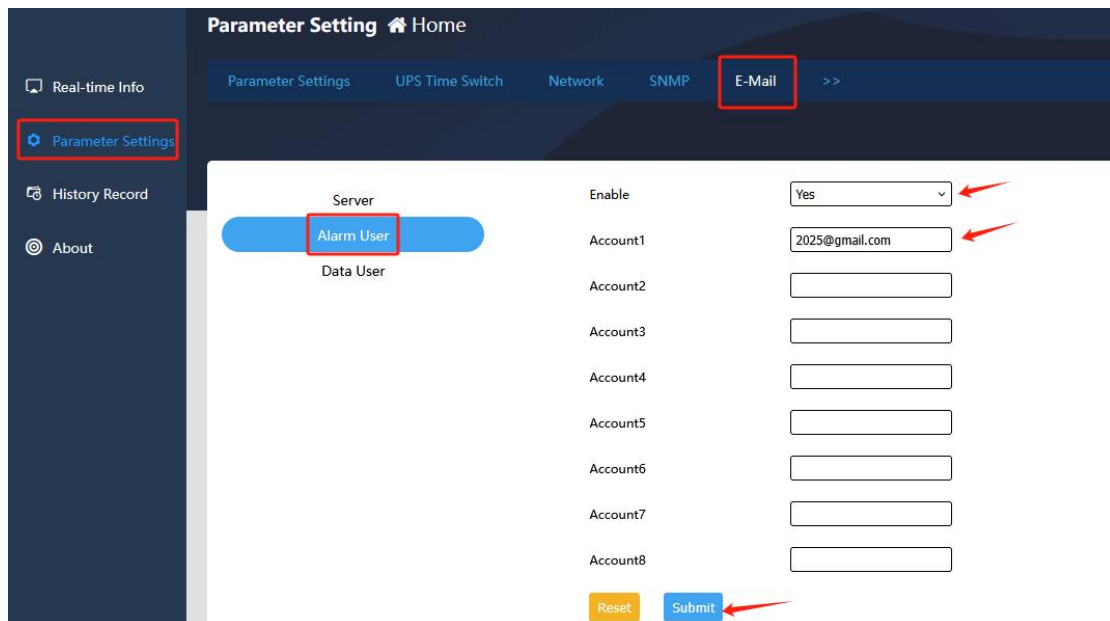 Parameter Setting Home
Real-time Info
Parameter Settings
History Record
About
Parameter Settings UPS Time Switch Network SNMP E-Mail >>
Server
Alarm User
Data User
Enable Yes
Account1 2025@gmail.com
Account2
Account3
Account4
Account5
Account6
Account7
Account8
Reset Submit